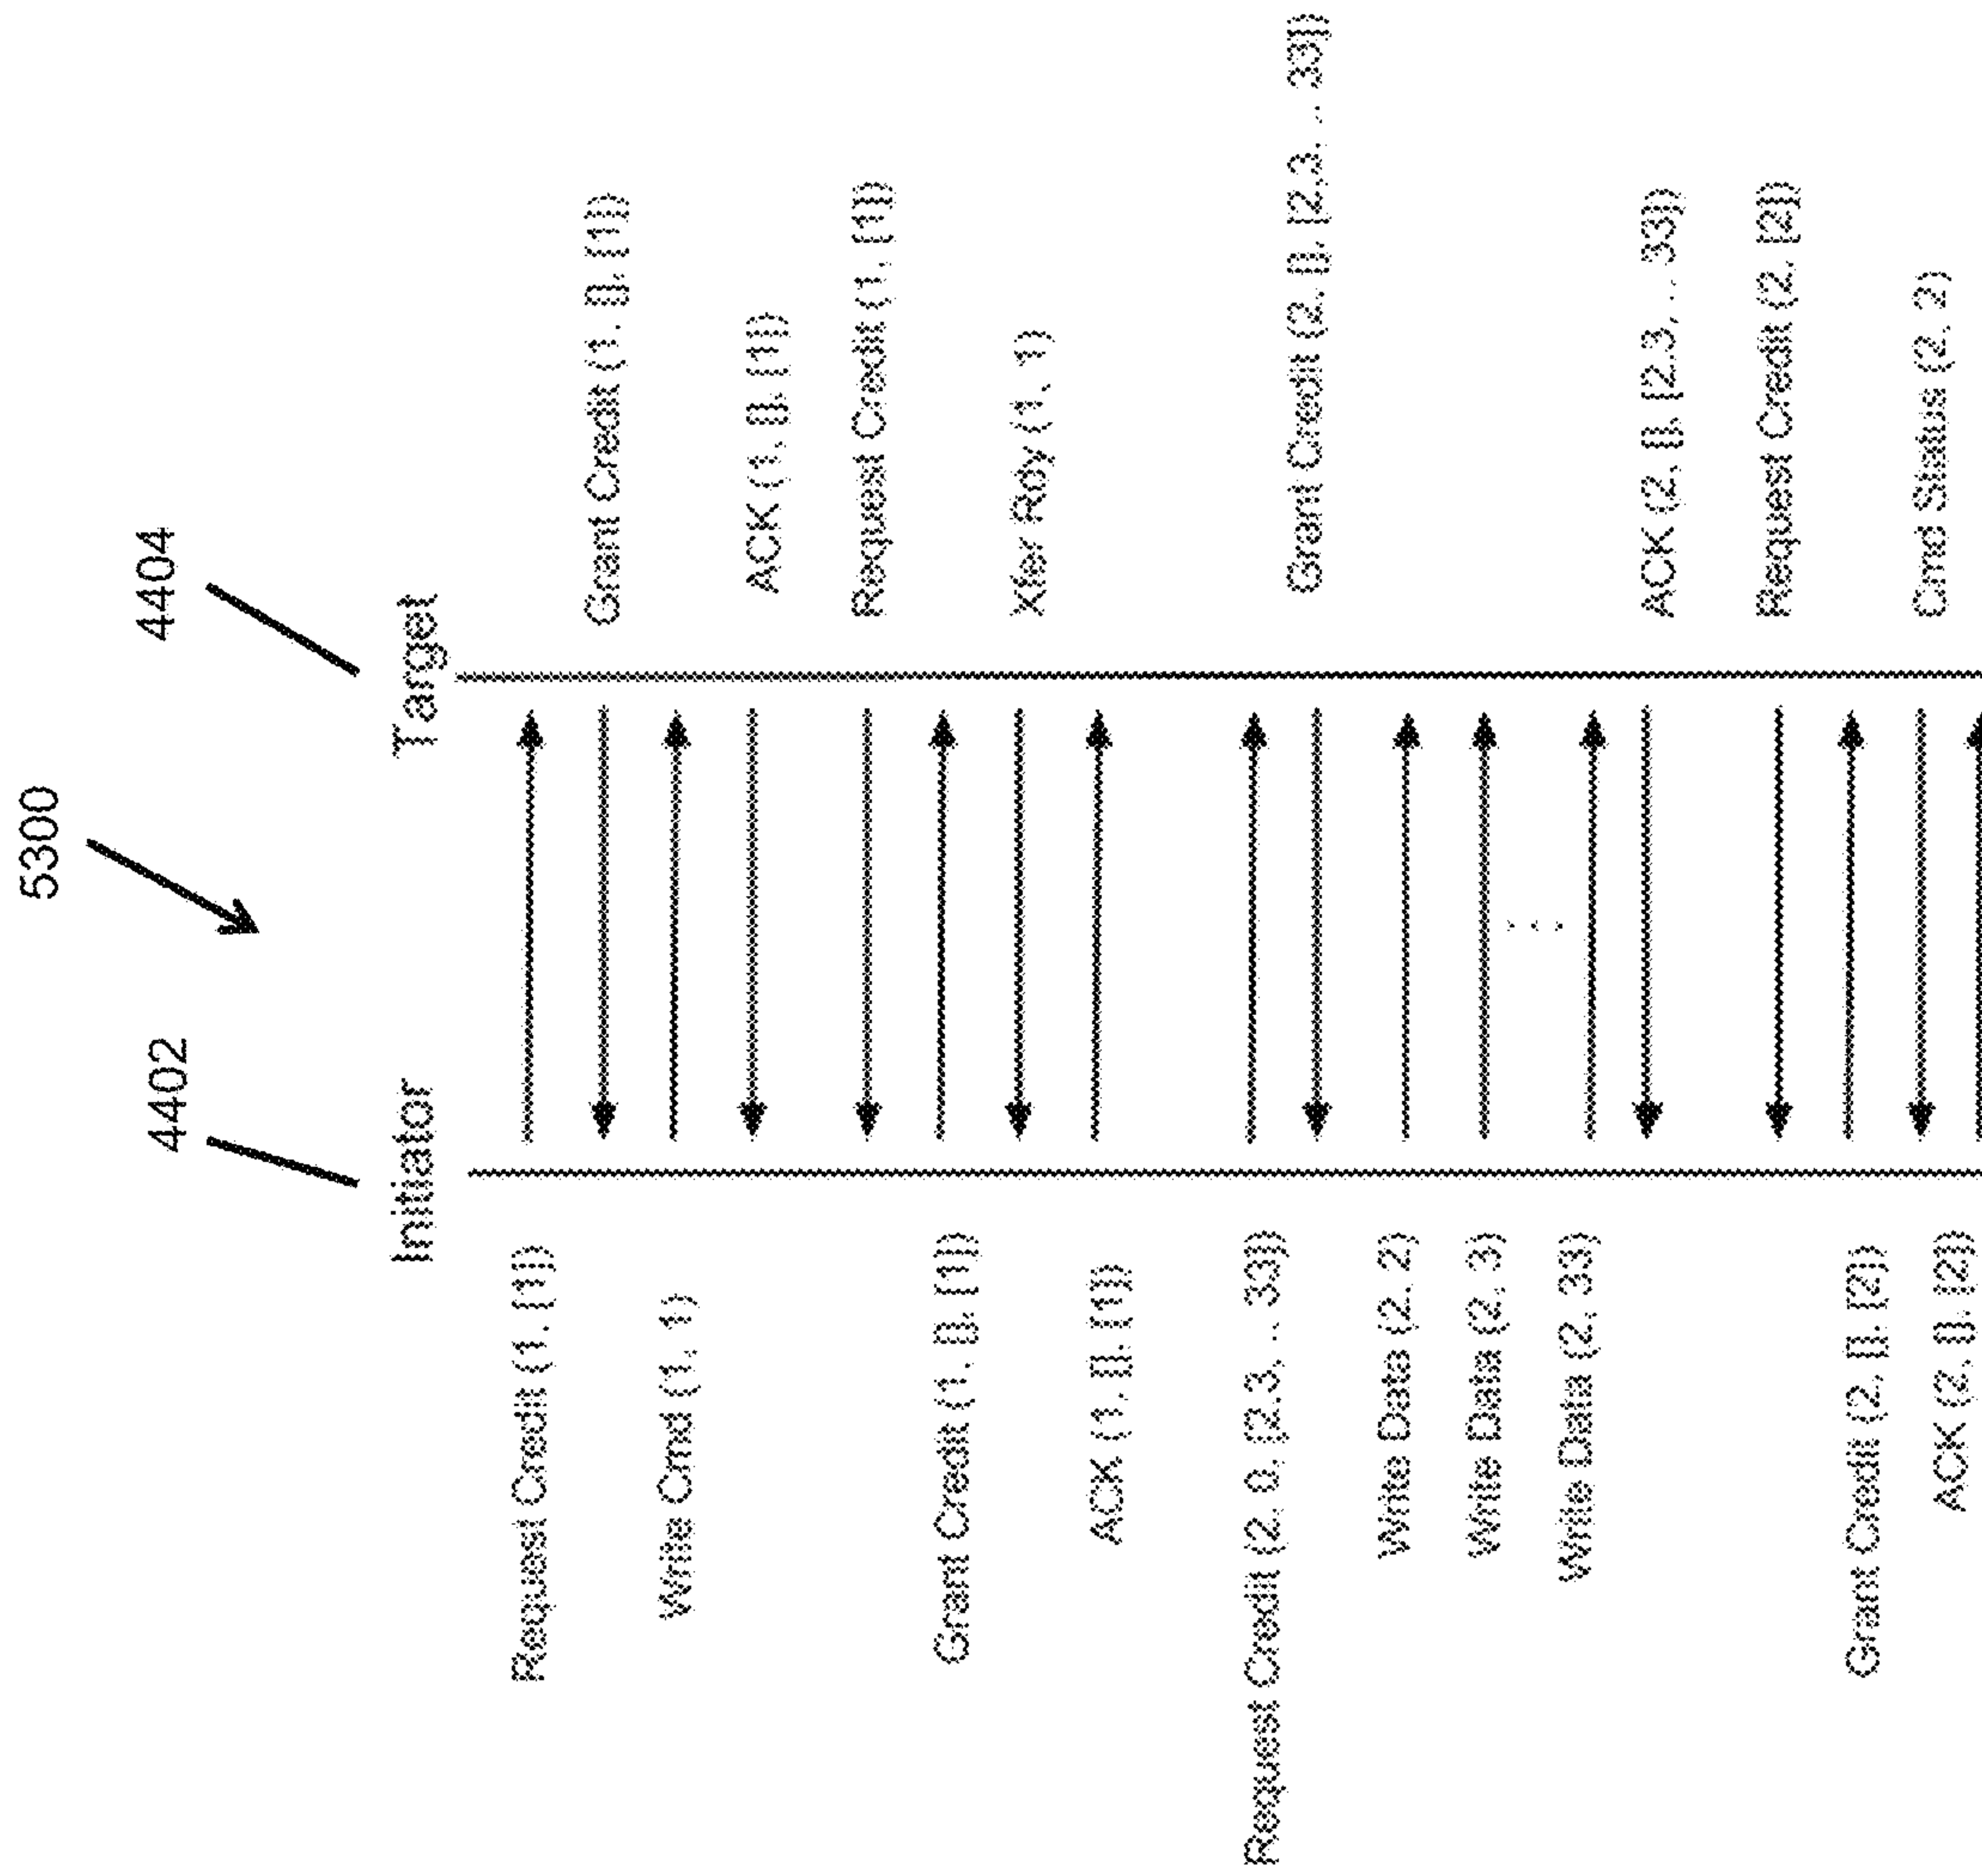 5300
4402
4404
Initiator
Target
Request Credit (1, [1])
Grant Credit (1, [], [1])
Write Cmd (1, 1)
ACK (1, [], [1])
Request Credit (1, [1])
Grant Credit (1, [], [1])
Xfer Rdy (1, 1)
ACK (1, [], [1])
Request Credit (2, 0, [2,3, .. 33])
Grant Credit (2, [], [2,3, .. 33])
Write Data (2, 2)
Write Data (2, 3)
...
Write Data (2, 33)
ACK (2, [], [2,3, .. 33])
Request Credit (2, [2])
Grant Credit (2, [], [2])
Cmd Status (2, 2)
ACK (2, [], [2])